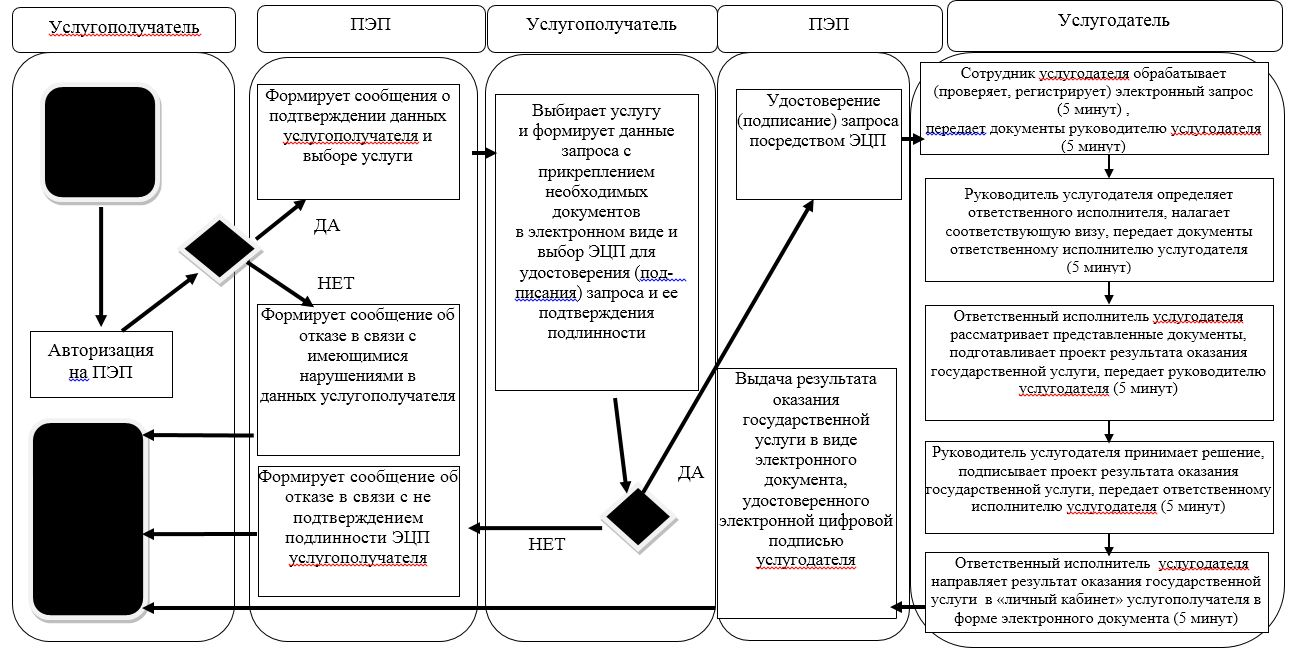 Услугополучатель
ПЭП
Услугополучатель
ПЭП
Услугодатель
Авторизация
на ПЭП
Формирует сообщения о
подтверждении данных
услугополучателя и
выборе услуги
ДА
НЕТ
Формирует сообщение об
отказе в связи с
имеющимися
нарушениями в
данных услугополучателя
Формирует сообщение об
отказе в связи с не
подтверждением
подлинности ЭЦП
услугополучателя
Выбирает услугу
и формирует данные
запроса с
прикреплением
необходимых
документов
в электронном виде и
выбор ЭЦП для
удостоверения (под-
писания) запроса и ее
подтверждения
подлинности
ДА
НЕТ
Удостоверение
(подписание) запроса
посредством ЭЦП
Выдача результата
оказания
государственной
услуги в виде
электронного
документа,
удостоверенного
электронной цифровой
подписью
услугодателя
Сотрудник услугодателя обрабатывает
(проверяет, регистрирует) электронный запрос
(5 минут) ,
передает документы руководителю услугодателя
(5 минут)
Руководитель услугодателя определяет
ответственного исполнителя, налагает
соответствующую визу, передает документы
ответственному исполнителю услугодателя
(5 минут)
Ответственный исполнитель услугодателя
рассматривает представленные документы,
подготавливает проект результата оказания
государственной услуги, передает руководителю
услугодателя (5 минут)
Руководитель услугодателя принимает решение,
подписывает проект результата оказания
государственной услуги, передает ответственному
исполнителю услугодателя (5 минут)
Ответственный исполнитель услугодателя
направляет результат оказания государственной
услуги в «личный кабинет» услугополучателя в
форме электронного документа (5 минут)